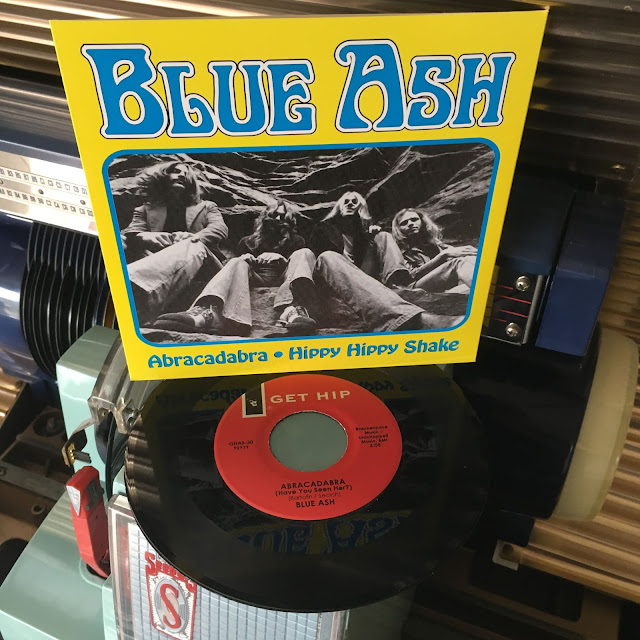 BLUE ASH
Abracadabra • Hippy Hippy Shake
GET HIP
ABRACADABRA
(Have You Seen Her?)
BLUE ASH
S